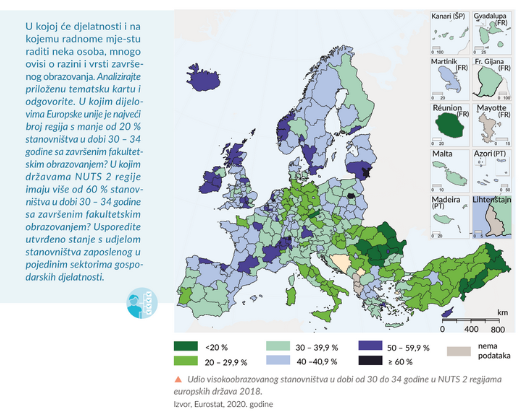 U kojoj će djelatnosti i na
kojemu radnome mje-stu
raditi neka osoba, mnogo
ovisi o razini i vrsti završe-
nog obrazovanja. Analizirajte
priloženu tematsku kartu i
odgovorite. U kojim dijelo-
vima Europske unije je najveći
broj regija s manje od 20 %
stanovništva u dobi 30 – 34
godine sa završenim fakultet-
skim obrazovanjem? U kojim
državama NUTS 2 regije
imaju više od 60 % stanov-
ništva u dobi 30 – 34 godine
sa završenim fakultetskim
obrazovanjem? Usporedite
utvrđeno stanje s udjelom
stanovništva zaposlenog u
pojedinim sektorima gospo-
darskih djelatnosti.
Kanari (ŠP)
Gvadalupa
(FR)
Martinik
(FR)
Fr. Gijana
(FR)
Réunion
(FR)
Mayotte
(FR)
Malta
Azori (PT)
Madeira
(PT)
Lihtenštajn
km
0 400 800
<20 %
20 – 29,9 %
30 – 39,9 %
40 –40,9 %
50 – 59,9 %
≥ 60 %
nema
podataka
Udio visokoobrazovanog stanovništva u dobi od 30 do 34 godine u NUTS 2 regijama
europskih država 2018.
Izvor, Eurostat, 2020. godine